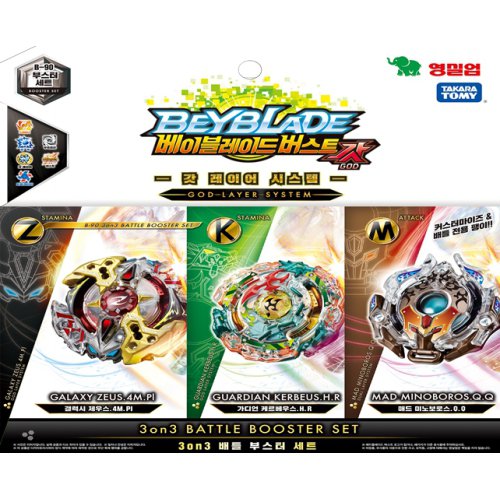 B-90
부스터
세트
BOOSTER SET
영실업
TAKARA
TOMY
BEYBLADE
베이블레이드버스트 갓
GOD
갓 레이어 시스템
GOD LAYER SYSTEM
Z
STAMINA
B-90 3on3 BATTLE BOOSTER SET
GALAXY ZEUS.4M.PI
갤럭시 제우스.4M.PI
K
STAMINA
GUARDIAN KERBEUS.H.R
가디언 케르베우스.H.R
M
ATTACK
커스터마이즈 &
배틀 전용 팽이!!
MAD MINOBOROS.Q.Q
매드 미노보로스.Q.Q
3on3 BATTLE BOOSTER SET
3on3 배틀 부스터 세트